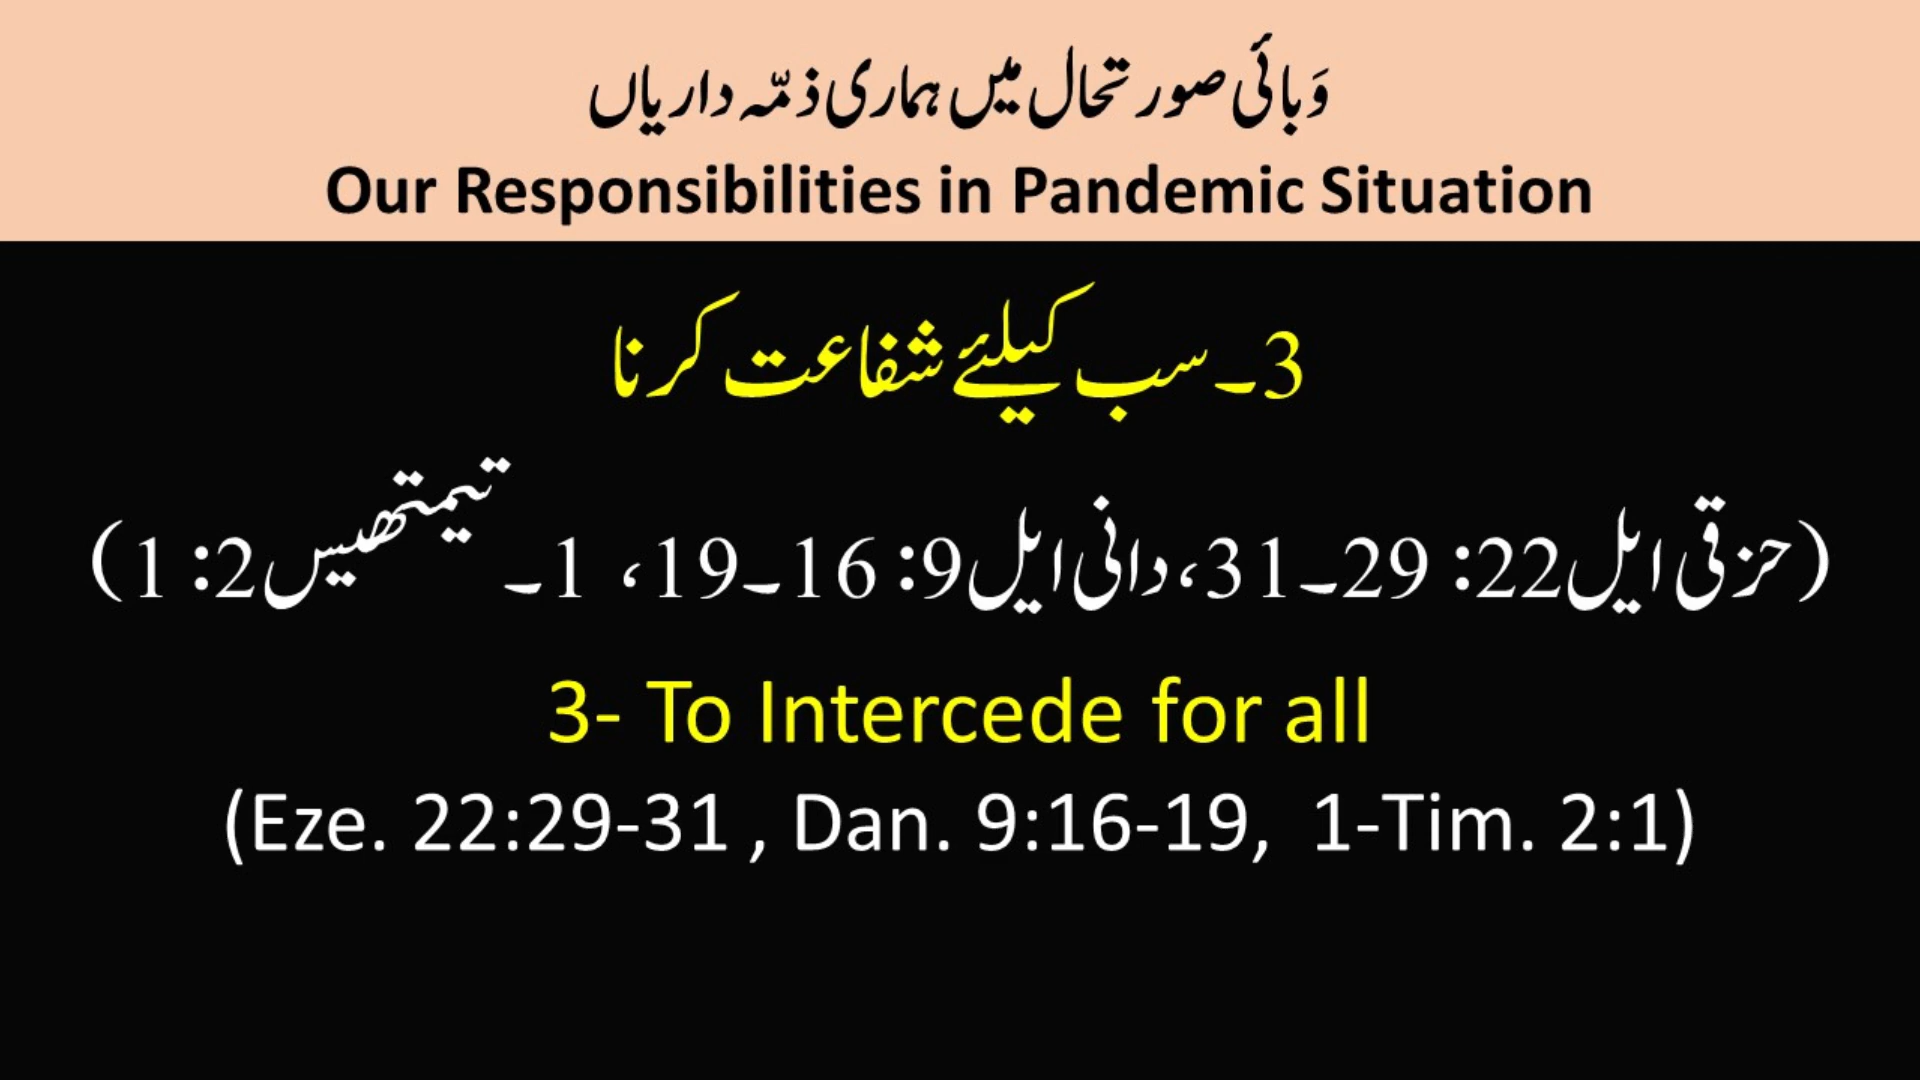 وَبائی صورتحال میں ہماری ذمّہ داریاں
Our Responsibilities in Pandemic Situation
3۔سب کیلئے شفاعت کرنا
(حزقی ایل22: 29۔31،دانی ایل9: 16۔19، 1۔تیمتھیس2: 1)
3- To Intercede for all
(Eze. 22:29-31 , Dan. 9:16-19, 1-Tim. 2:1)